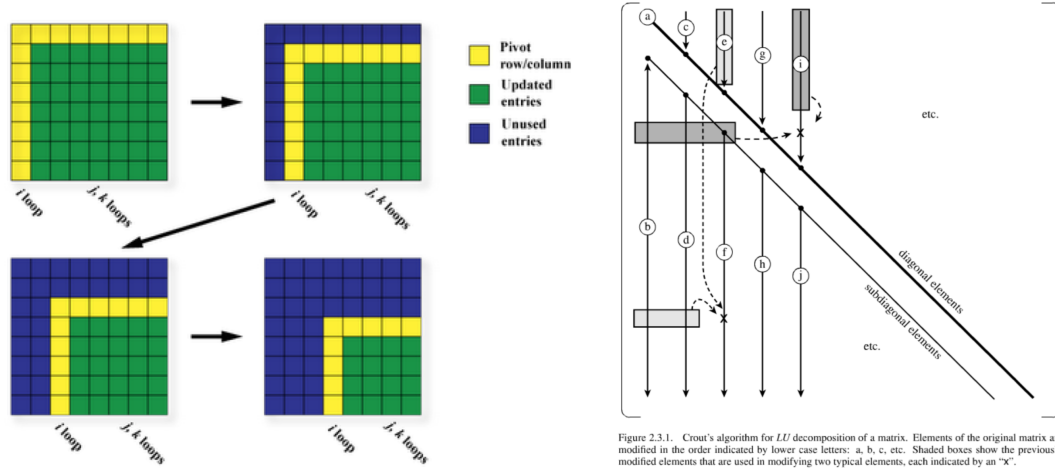 Pivot
row/column
Updated
entries
Unused
entries
i loop
j, k loops
i loop
j, k loops
i loop
j, k loops
i loop
j, k loops
a
c
e
g
i
etc.
b
d
f
h
j
x
x
diagonal elements
subdiagonal elements
etc.
Figure 2.3.1. Crout's algorithm for LU decomposition of a matrix. Elements of the original matrix a
modified in the order indicated by lower case letters: a, b, c, etc. Shaded boxes show the previous
modified elements that are used in modifying two typical elements, each indicated by an "x".